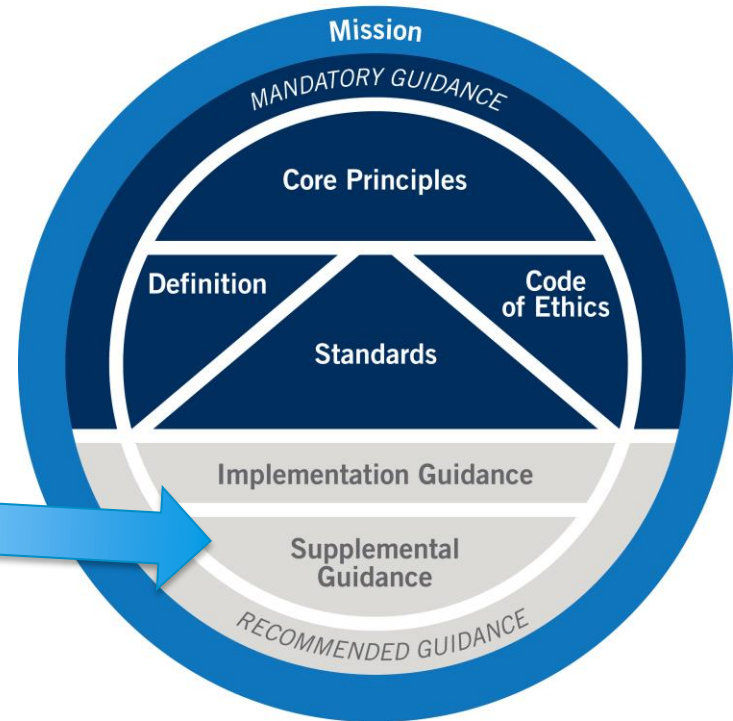 Mission
MANDATORY GUIDANCE
Core Principles
Definition
Code
of Ethics
Standards
Implementation Guidance
Supplemental
Guidance
RECOMMENDED GUIDANCE